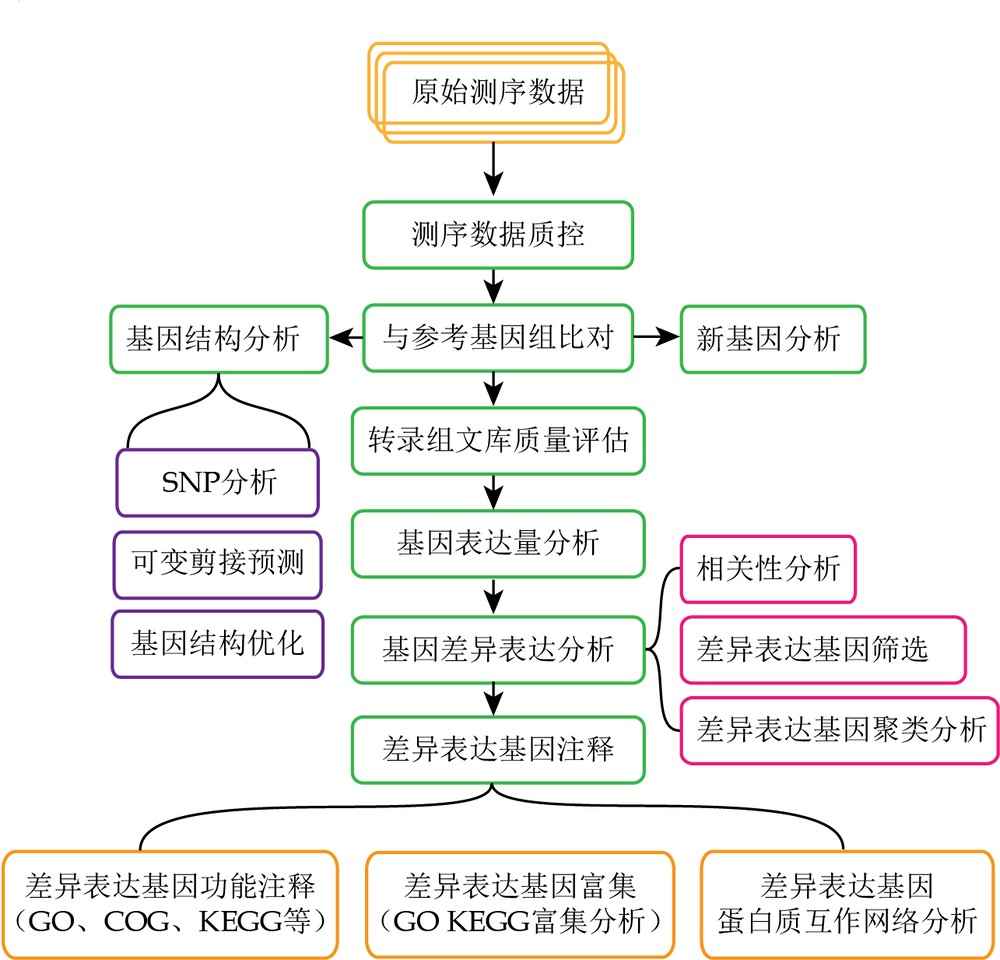 原始测序数据
测序数据质控
基因结构分析
与参考基因组比对
新基因分析
转录组文库质量评估
SNP分析
基因表达量分析
可变剪接预测
相关性分析
基因结构优化
基因差异表达分析
差异表达基因筛选
差异表达基因注释
差异表达基因聚类分析
差异表达基因功能注释
（GO、COG、KEGG等）
差异表达基因富集
（GO KEGG富集分析）
差异表达基因
蛋白质互作网络分析